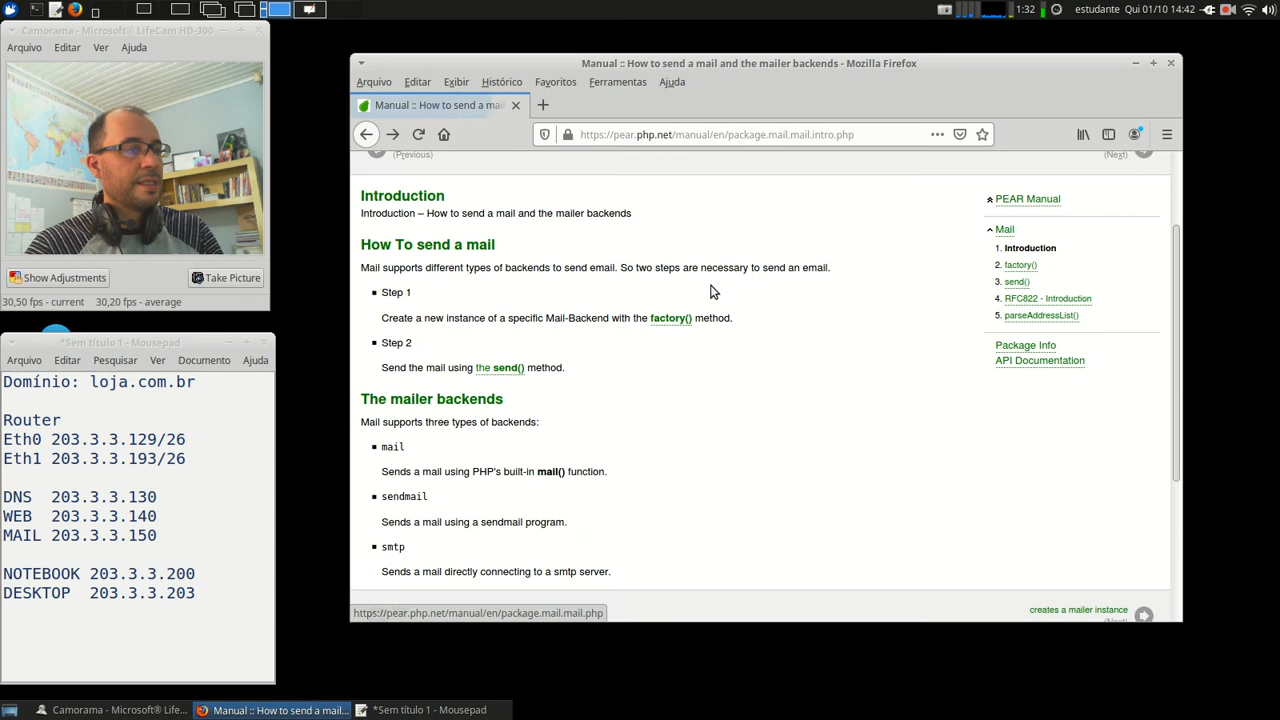 1:32
estudante Qui 01/10 14:42
Camorama - Microsoft® LifeCam HD-300
Arquivo Editar Ver Ajuda
Show Adjustments
Take Picture
30,50 fps - current 30,20 fps - average
*Sem título 1 - Mousepad
Arquivo Editar Pesquisar Ver Documento Ajuda
Domínio: loja.com.br
Router
Eth0 203.3.3.129/26
Eth1 203.3.3.193/26
DNS 203.3.3.130
WEB 203.3.3.140
MAIL 203.3.3.150
NOTEBOOK 203.3.3.200
DESKTOP 203.3.3.203
Manual :: How to send a mail and the mailer backends - Mozilla Firefox
Arquivo Editar Exibir Histórico Favoritos Ferramentas Ajuda
Manual :: How to send a mai
https://pear.php.net/manual/en/package.mail.mail.intro.php
(Previous)
(Next)
Introduction
Introduction – How to send a mail and the mailer backends
How To send a mail
Mail supports different types of backends to send email. So two steps are necessary to send an email.
Step 1
Create a new instance of a specific Mail-Backend with the factory() method.
Step 2
Send the mail using the send() method.
The mailer backends
Mail supports three types of backends:
mail
Sends a mail using PHP's built-in mail() function.
sendmail
Sends a mail using a sendmail program.
smtp
Sends a mail directly connecting to a smtp server.
PEAR Manual
Mail
1. Introduction
2. factory()
3. send()
4. RFC822 - Introduction
5. parseAddressList()
Package Info
API Documentation
https://pear.php.net/manual/en/package.mail.mail.php
creates a mailer instance
Camorama - Microsoft® LifeC...
Manual :: How to send a mail...
*Sem título 1 - Mousepad